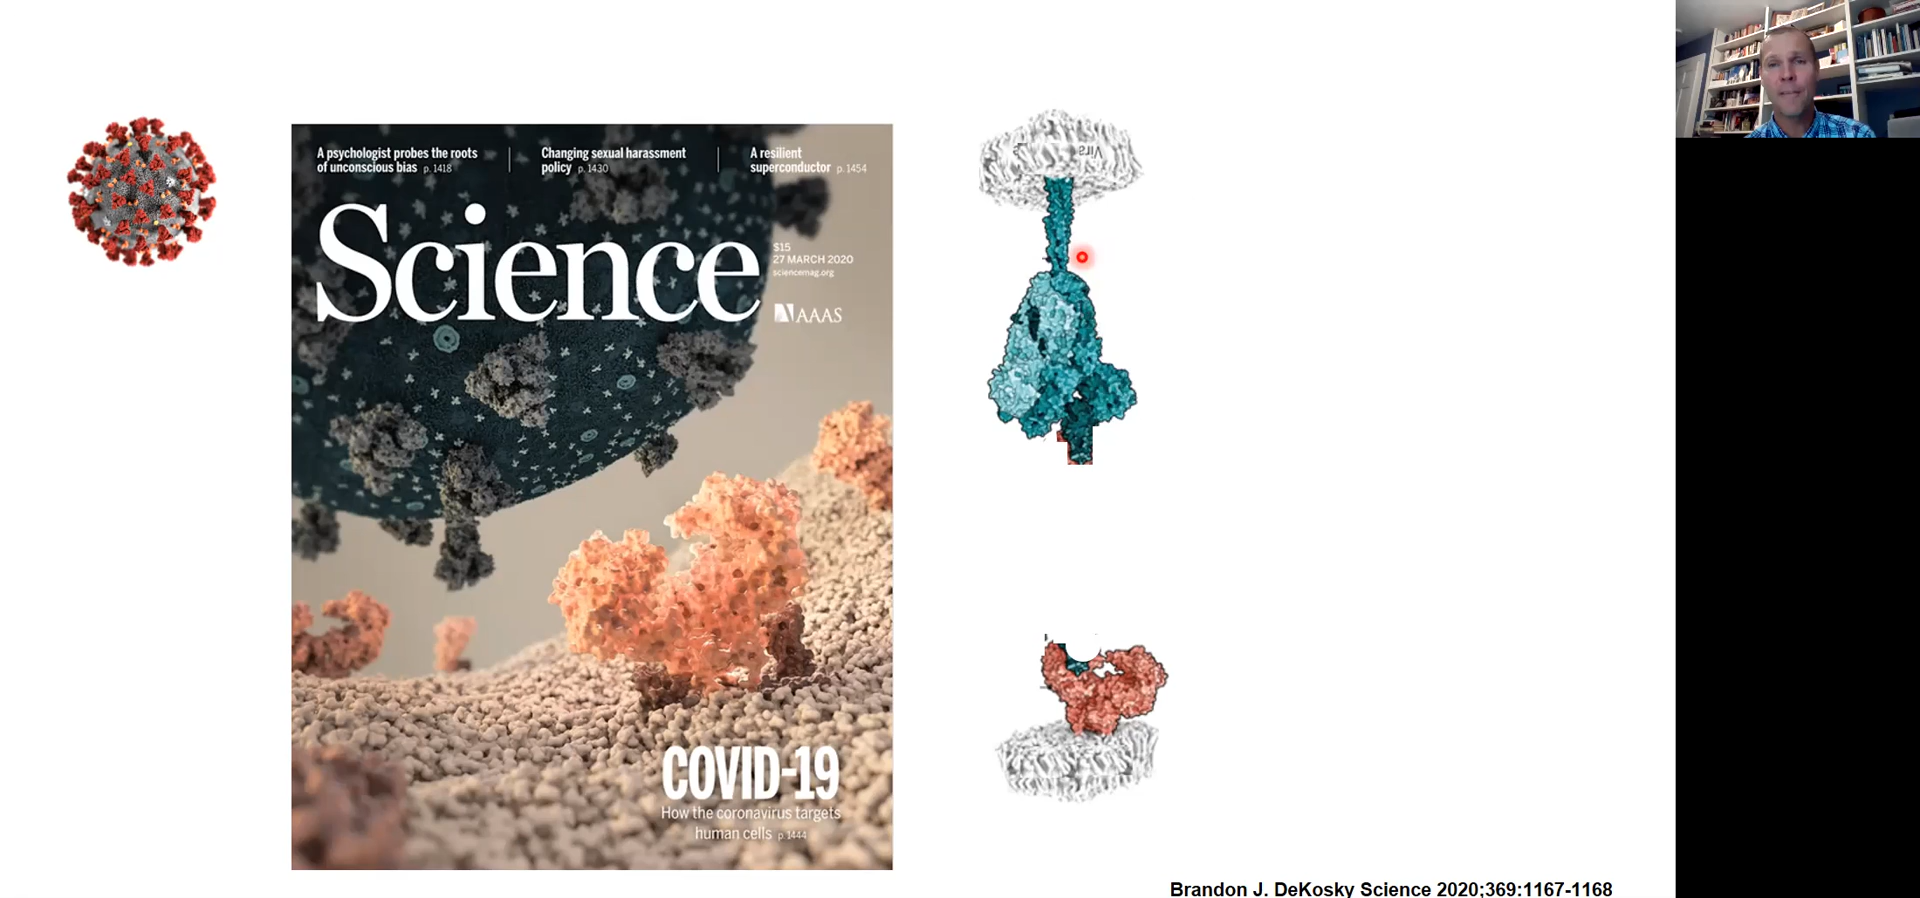 A psychologist probes the roots
of unconscious bias p. 1418
Changing sexual harassment
policy p. 1430
A resilient
superconductor p. 1454
Science
$15
27 MARCH 2020
sciencemag.org
AAAS
COVID-19
How the coronavirus targets
human cells p. 1444
Brandon J. DeKosky Science 2020;369:1167-1168